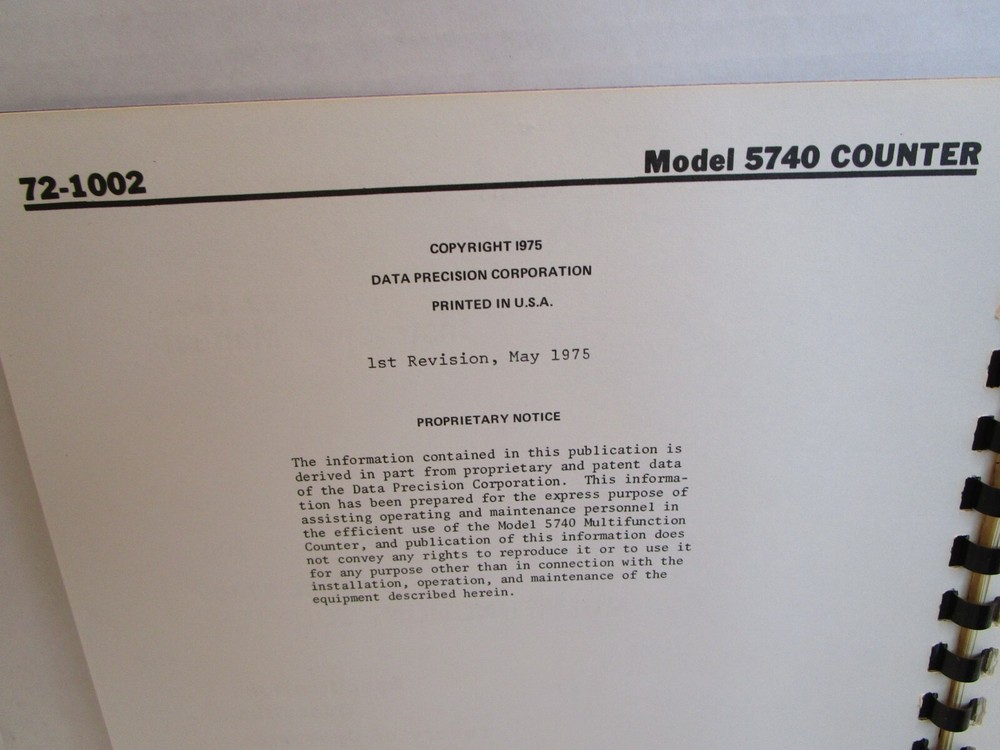 72-1002
Model 5740 COUNTER
COPYRIGHT 1975
DATA PRECISION CORPORATION
PRINTED IN U.S.A.
1st Revision, May 1975
PROPRIETARY NOTICE
The information contained in this publication is
derived in part from proprietary and patent data
of the Data Precision Corporation. This informa-
tion has been prepared for the express purpose of
assisting operating and maintenance personnel in
the efficient use of the Model 5740 Multifunction
Counter, and publication of this information does
not convey any rights to reproduce it or to use it
for any purpose other than in connection with the
installation, operation, and maintenance of the
equipment described herein.